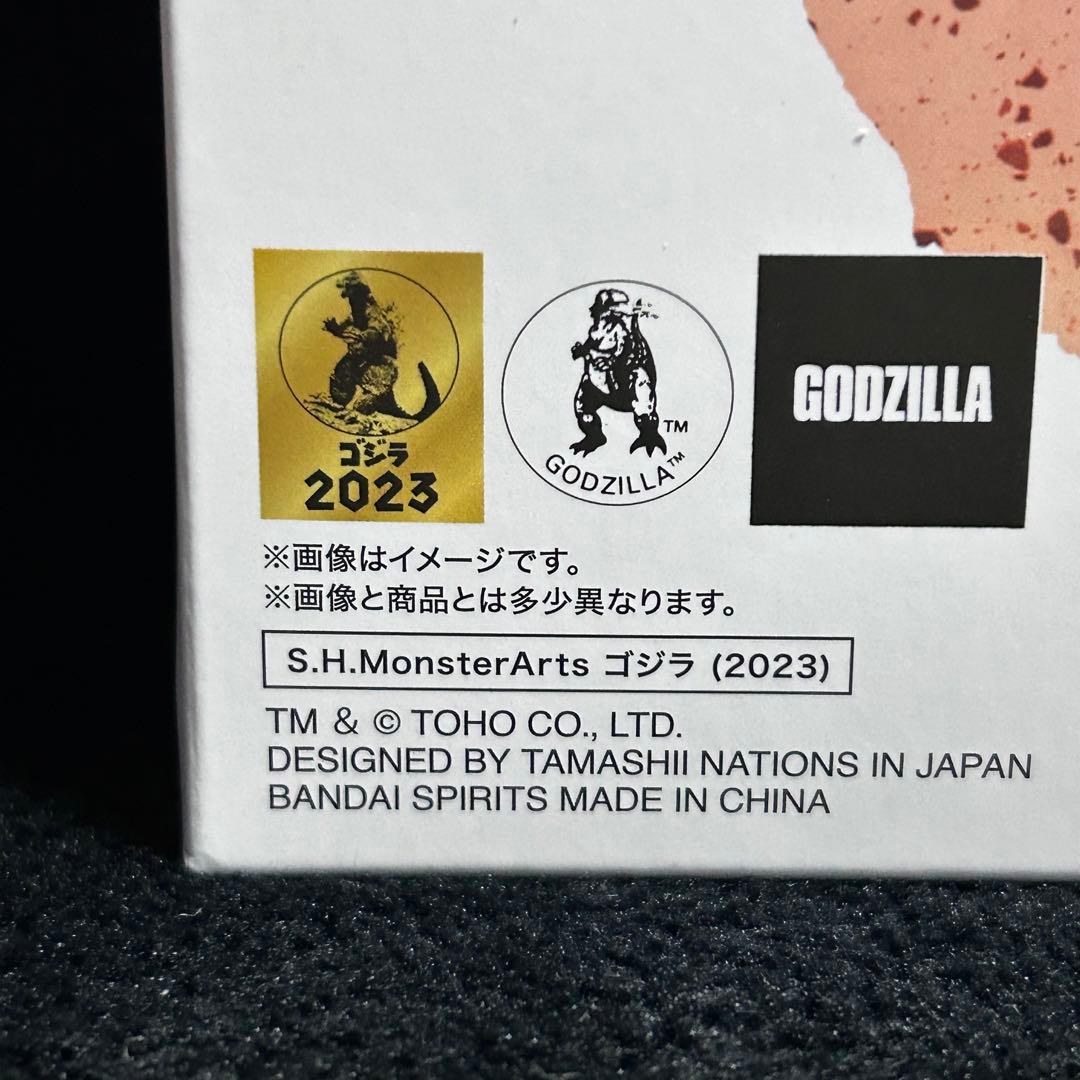 ゴジラ
2023
TM
GODZILLA™
GODZILLA
※画像はイメージです。
※画像と商品とは多少異なります。
S.H.MonsterArts ゴジラ (2023)
TM & © TOHO CO., LTD.
DESIGNED BY TAMASHII NATIONS IN JAPAN
BANDAI SPIRITS MADE IN CHINA